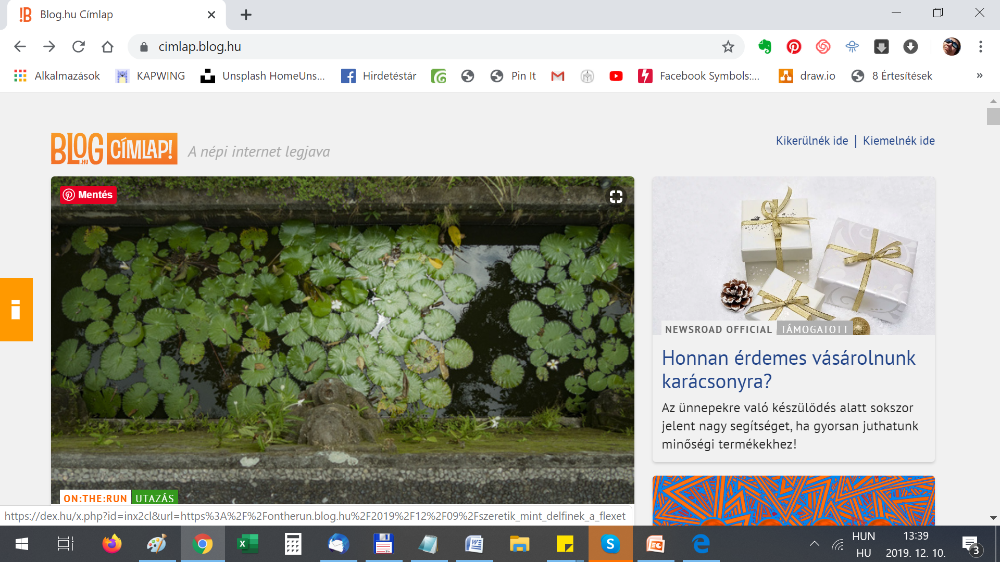 Blog.hu Címlap
cimlap.blog.hu
Alkalmazások
KAPWING
Unsplash HomeUns...
Hirdetéstár
Pin It
Facebook Symbols:...
draw.io
8 Értesítések
»
BLOG.HU CÍMLAP!
A népi internet legjava
Kikerülnék ide | Kiemelnék ide
Mentés
i
ON:THE:RUN UTAZÁS
NEWSROAD OFFICIAL TÁMOGATOTT
Honnan érdemes vásárolnunk
karácsonyra?
Az ünnepekre való készülődés alatt sokszor
jelent nagy segítséget, ha gyorsan juthatunk
minőségi termékekhez!
https://dex.hu/x.php?id=inx2cl&url=https%3A%2F%2Fontherun.blog.hu%2F2019%2F12%2F09%2Fszeretik_mint_delfinek_a_flexet
HUN
HU
13:39
2019. 12. 10.
3